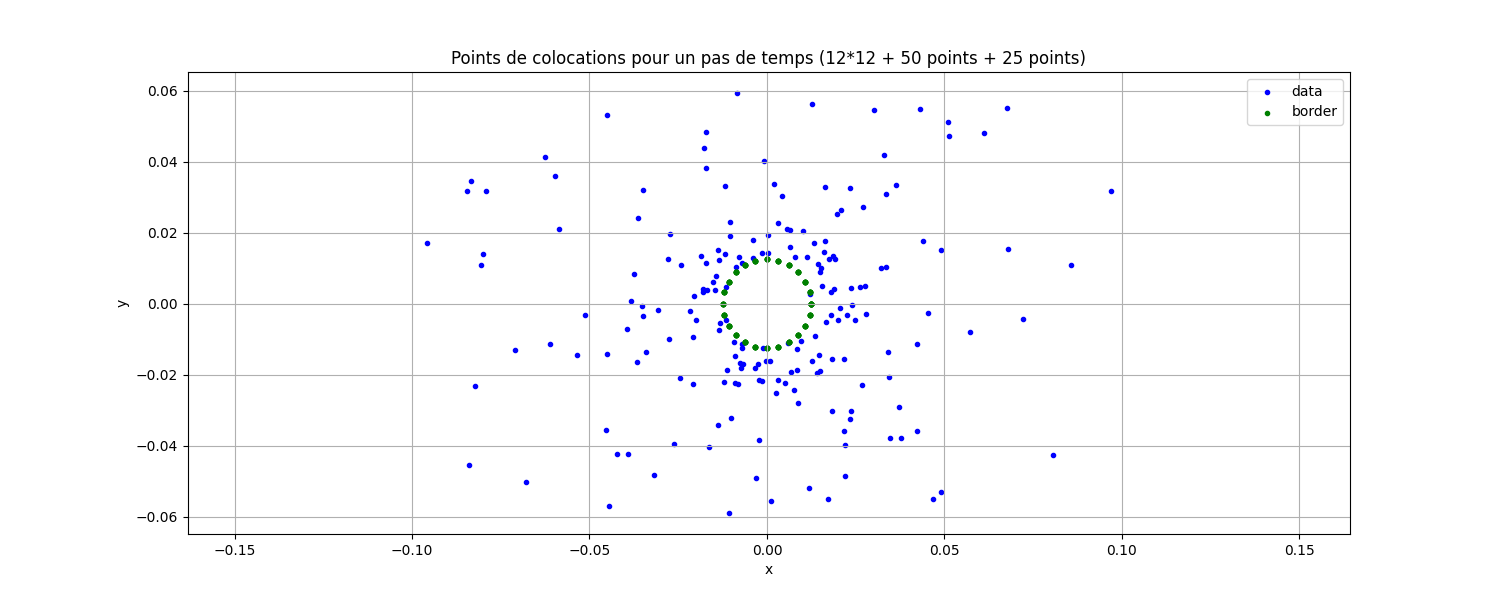 Points de colocations pour un pas de temps (12*12 + 50 points + 25 points)
data
border
0.06
0.04
0.02
0.00
−0.02
−0.04
−0.06
y
−0.15 −0.10 −0.05 0.00 0.05 0.10 0.15
x